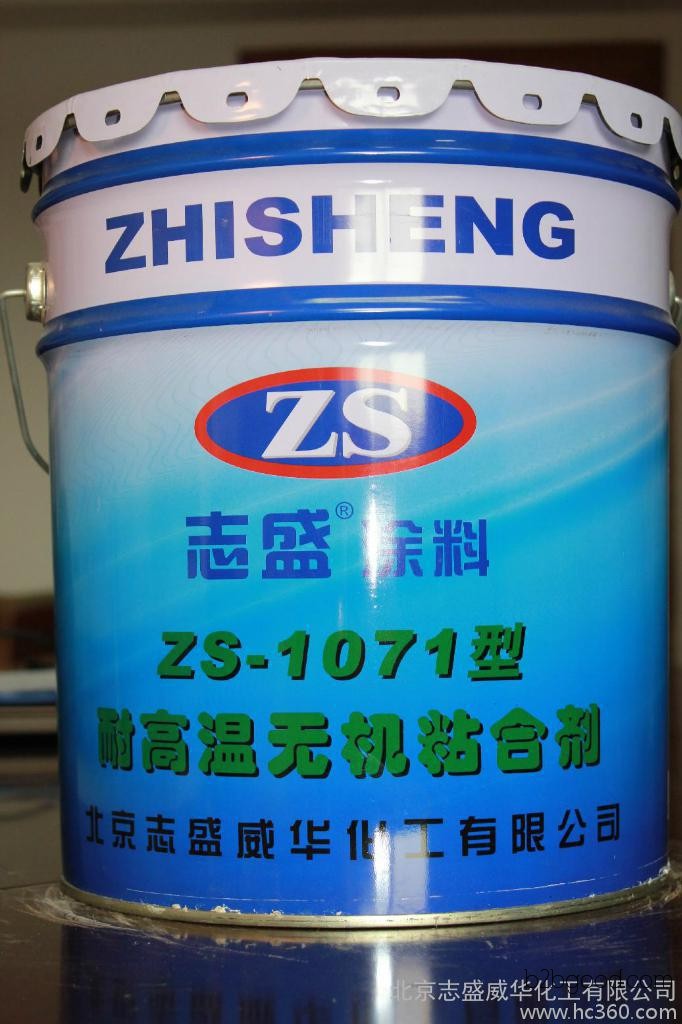 ZHISHENG
ZS
志盛®涂料
ZS-1071型
耐高温无机粘合剂
北京志盛威华化工有限公司
b2bgood.com
北京志盛威华化工有限公司
www.hc360.com